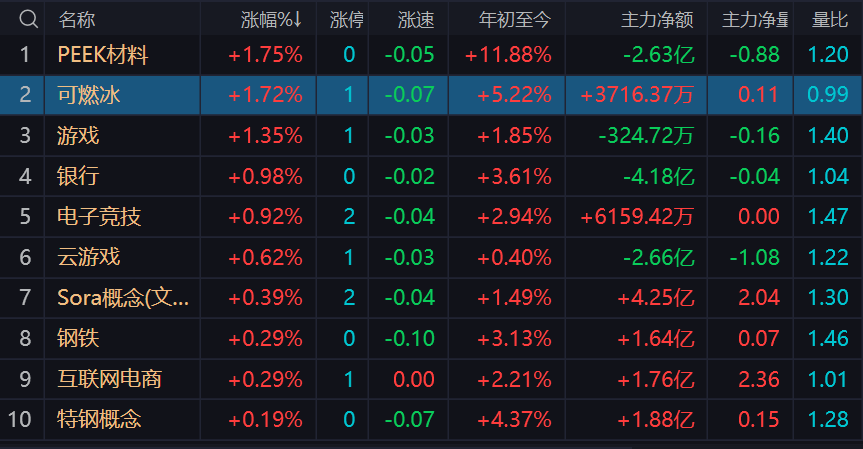 名称 涨幅%↓ 涨停 涨速 年初至今 主力净额 主力净量 量比
1 PEEK材料 +1.75% 0 -0.05 +11.88% -2.63亿 -0.88 1.20
2 可燃冰 +1.72% 1 -0.07 +5.22% +3716.37万 0.11 0.99
3 游戏 +1.35% 1 -0.03 +1.85% -324.72万 -0.16 1.40
4 银行 +0.98% 0 -0.02 +3.61% -4.18亿 -0.04 1.04
5 电子竞技 +0.92% 2 -0.04 +2.94% +6159.42万 0.00 1.47
6 云游戏 +0.62% 1 -0.03 +0.40% -2.66亿 -1.08 1.22
7 Sora概念(文... +0.39% 2 -0.04 +1.49% +4.25亿 2.04 1.30
8 钢铁 +0.29% 0 -0.10 +3.13% +1.64亿 0.07 1.46
9 互联网电商 +0.29% 1 0.00 +2.21% +1.76亿 2.36 1.01
10 特钢概念 +0.19% 0 -0.07 +4.37% +1.88亿 0.15 1.28